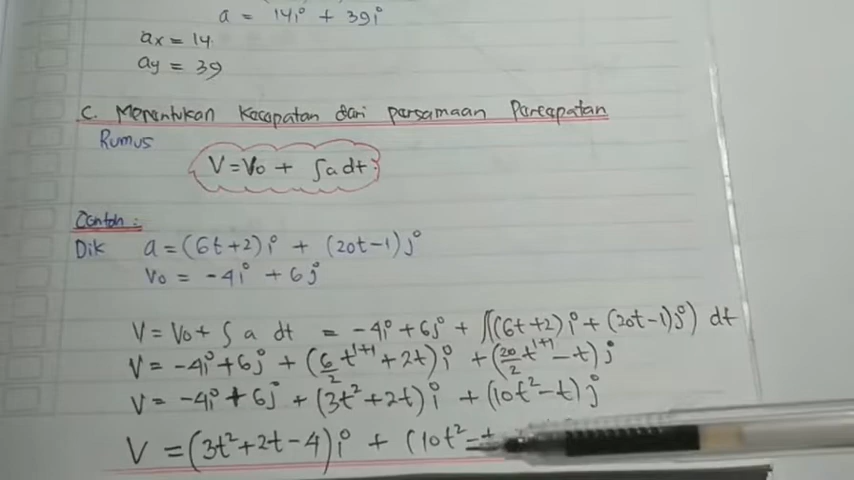 a = 14i + 39j
ax = 14
ay = 39
C. Menentukan Kecepatan dari persamaan Percepatan
Rumus
V = Vo + ∫a dt
Contoh :
Dik a = (6t+2)i + (20t-1)j
Vo = -4i + 6j
V = Vo + ∫ a dt = -4i + 6j + ∫((6t+2)i + (20t-1)j) dt
V = -4i + 6j + (6/2 t¹⁺¹ + 2t)i + (20/2 t¹⁺¹ - t)j
V = -4i + 6j + (3t² + 2t)i + (10t² - t)j
V = (3t² + 2t - 4)i + (10t² - t